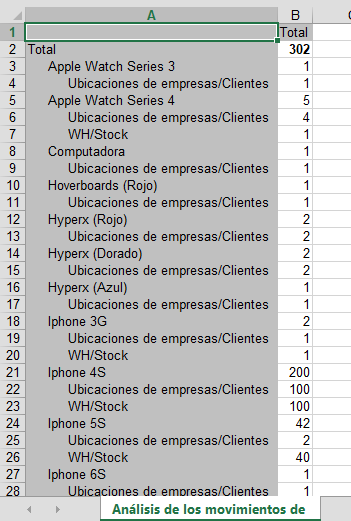 A B
1 Total
2 Total 302
3 Apple Watch Series 3 1
4 Ubicaciones de empresas/Clientes 1
5 Apple Watch Series 4 5
6 Ubicaciones de empresas/Clientes 4
7 WH/Stock 1
8 Computadora 1
9 Ubicaciones de empresas/Clientes 1
10 Hoverboards (Rojo) 1
11 Ubicaciones de empresas/Clientes 1
12 Hyperx (Rojo) 2
13 Ubicaciones de empresas/Clientes 2
14 Hyperx (Dorado) 2
15 Ubicaciones de empresas/Clientes 2
16 Hyperx (Azul) 1
17 Ubicaciones de empresas/Clientes 1
18 Iphone 3G 2
19 Ubicaciones de empresas/Clientes 1
20 WH/Stock 1
21 Iphone 4S 200
22 Ubicaciones de empresas/Clientes 100
23 WH/Stock 100
24 Iphone 5S 42
25 Ubicaciones de empresas/Clientes 2
26 WH/Stock 40
27 Iphone 6S 1
28 Ubicaciones de empresas/Clientes 1
Análisis de los movimientos de